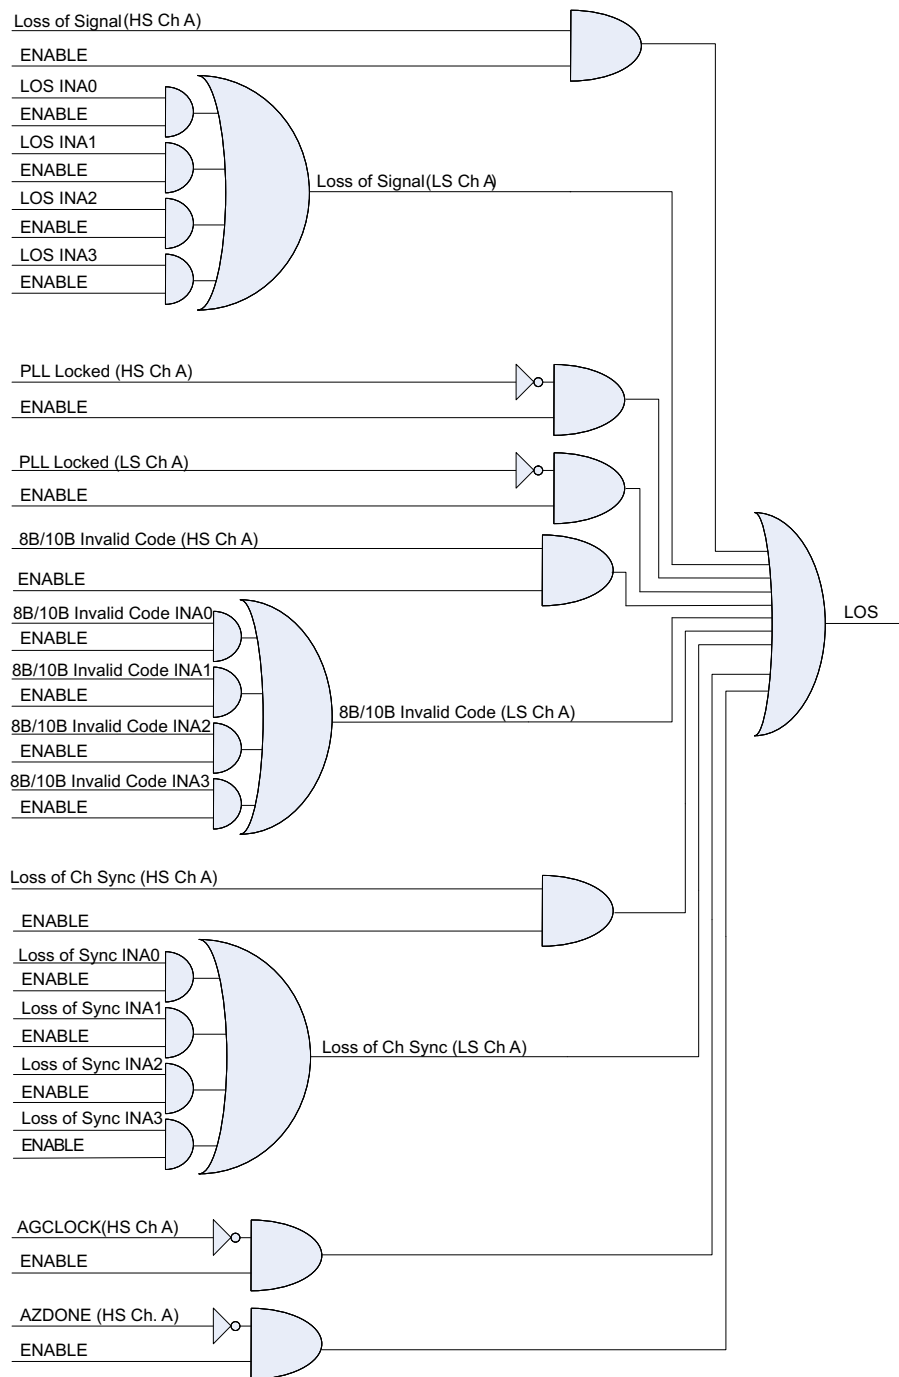 Loss of Signal(HS Ch A)
ENABLE
LOS INA0
ENABLE
LOS INA1
ENABLE
LOS INA2
ENABLE
LOS INA3
ENABLE
Loss of Signal(LS Ch A)
PLL Locked (HS Ch A)
ENABLE
PLL Locked (LS Ch A)
ENABLE
8B/10B Invalid Code (HS Ch A)
ENABLE
8B/10B Invalid Code INA0
ENABLE
8B/10B Invalid Code INA1
ENABLE
8B/10B Invalid Code INA2
ENABLE
8B/10B Invalid Code INA3
ENABLE
8B/10B Invalid Code (LS Ch A)
LOS
Loss of Ch Sync (HS Ch A)
ENABLE
Loss of Sync INA0
ENABLE
Loss of Sync INA1
ENABLE
Loss of Sync INA2
ENABLE
Loss of Sync INA3
ENABLE
Loss of Ch Sync (LS Ch A)
AGCLOCK(HS Ch A)
ENABLE
AZDONE (HS Ch. A)
ENABLE